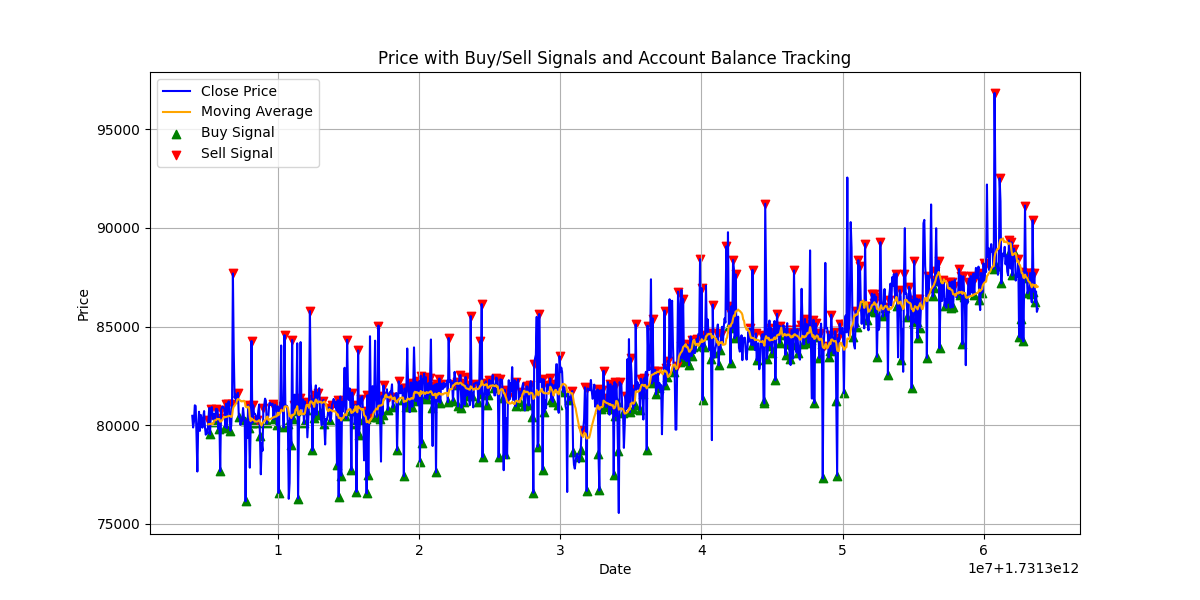 Price with Buy/Sell Signals and Account Balance Tracking
Close Price
Moving Average
Buy Signal
Sell Signal
95000
90000
85000
80000
75000
Price
1 2 3 4 5 6
Date
1e7+1.7313e12